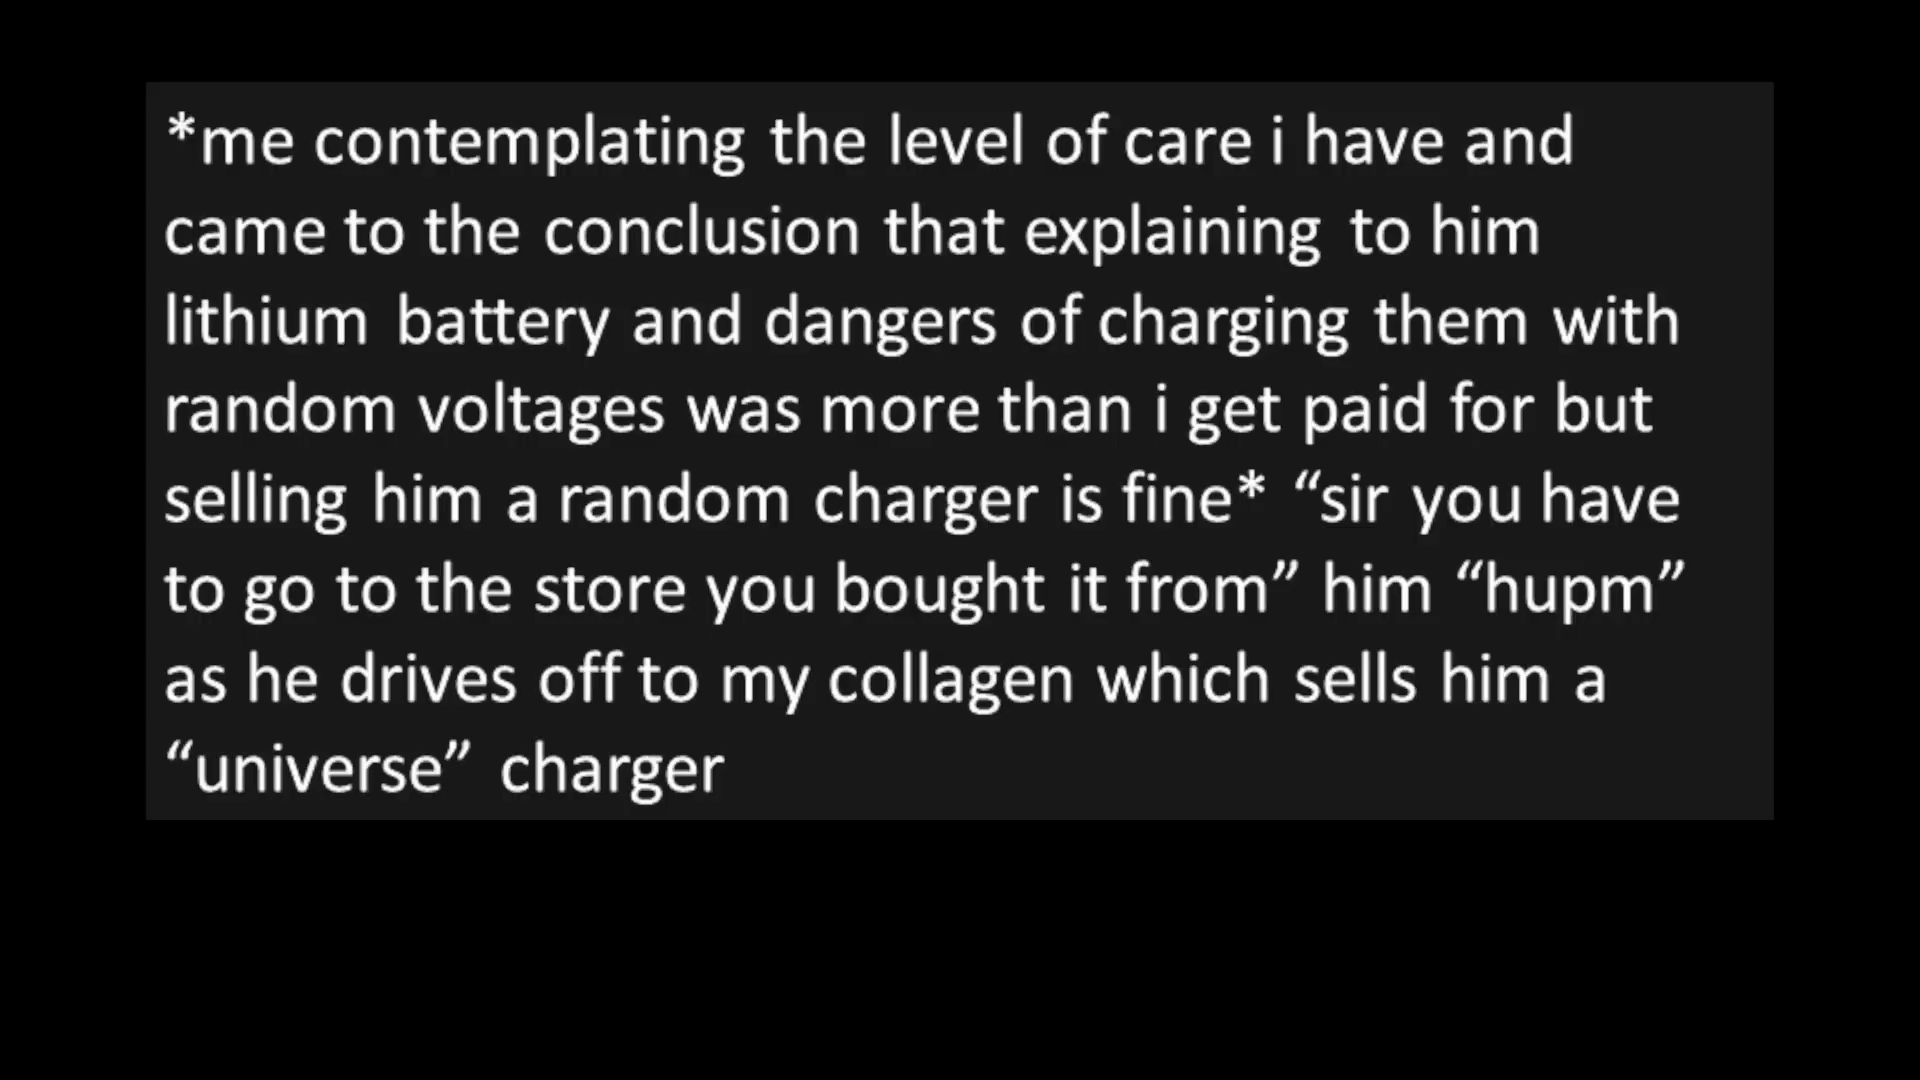 *me contemplating the level of care i have and
came to the conclusion that explaining to him
lithium battery and dangers of charging them with
random voltages was more than i get paid for but
selling him a random charger is fine* “sir you have
to go to the store you bought it from” him “hupm”
as he drives off to my collagen which sells him a
“universe” charger